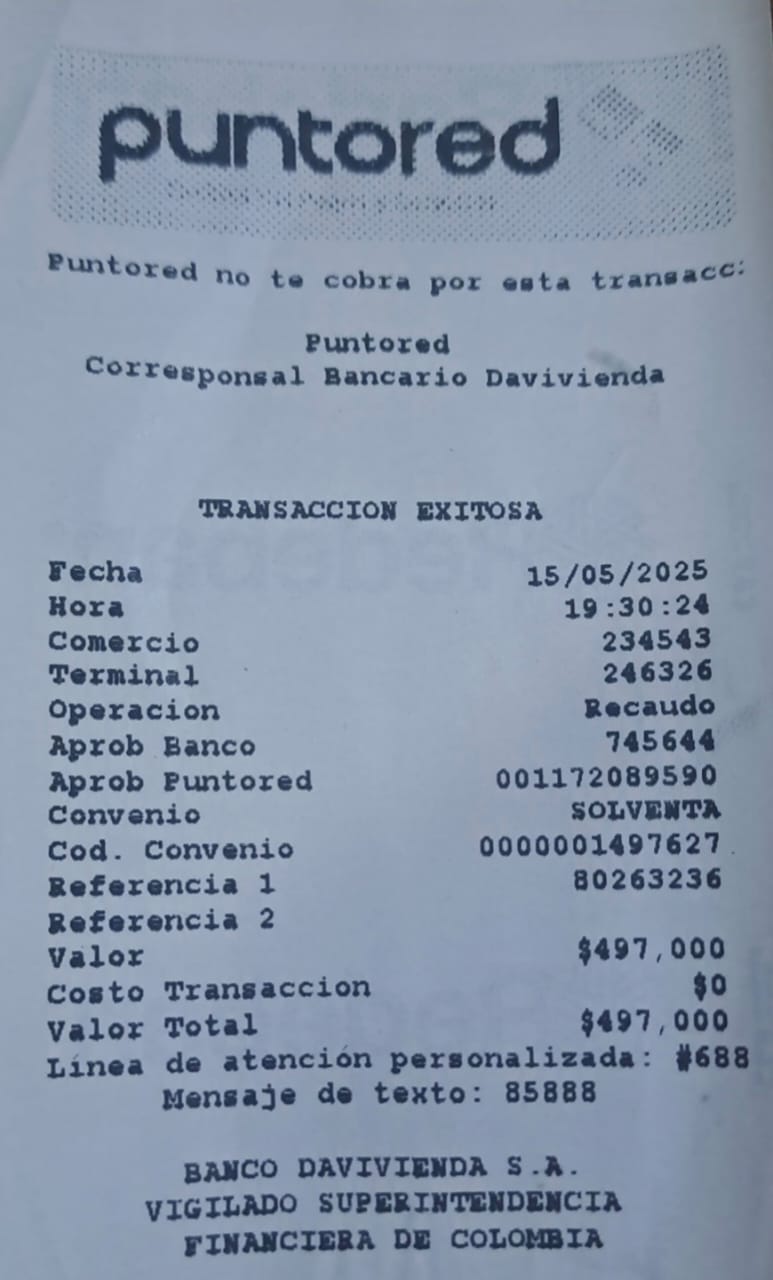 puntored
Puntored no te cobra por esta transacc:
Puntored
Corresponsal Bancario Davivienda
TRANSACCION EXITOSA
Fecha 15/05/2025
Hora 19:30:24
Comercio 234543
Terminal 246326
Operacion Recaudo
Aprob Banco 745644
Aprob Puntored 001172089590
Convenio SOLVENTA
Cod. Convenio 0000001497627
Referencia 1 80263236
Referencia 2
Valor $497,000
Costo Transaccion $0
Valor Total $497,000
Línea de atención personalizada: #688
Mensaje de texto: 85888
BANCO DAVIVIENDA S.A.
VIGILADO SUPERINTENDENCIA
FINANCIERA DE COLOMBIA